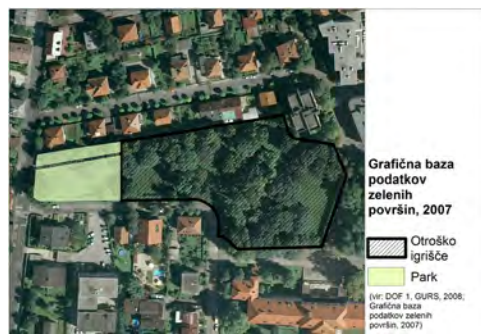 Grafična baza
podatkov
zelenih
površin, 2007
Otroško
igrišče
Park
(vir: DOF 1, GURS, 2008;
Grafična baza
podatkov zelenih
površin, 2007)